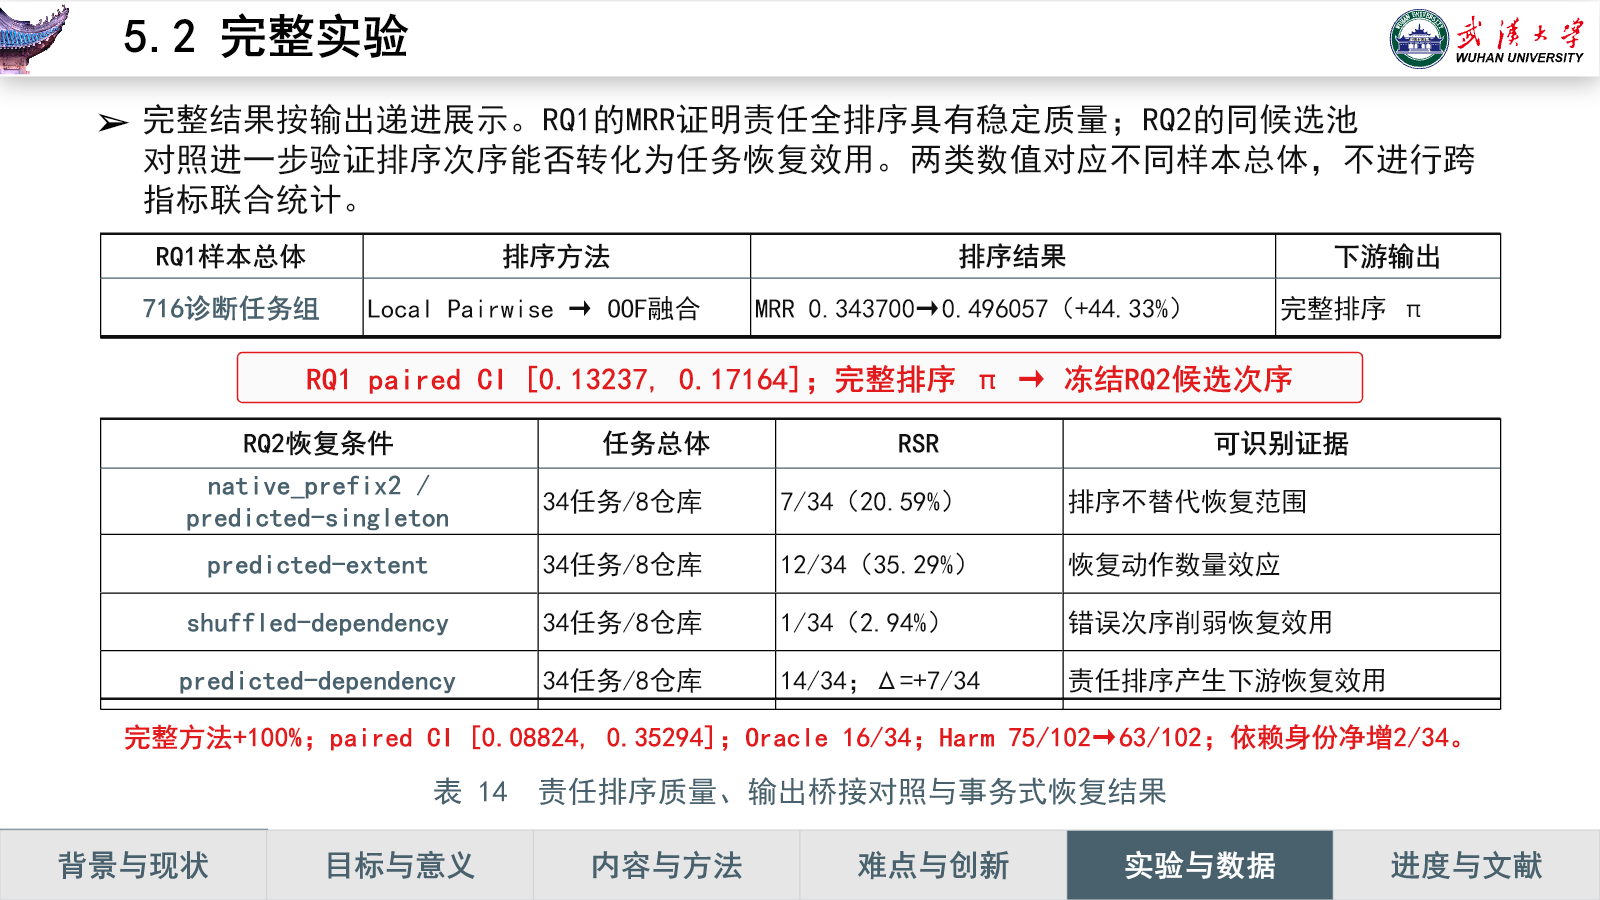 5.2 完整实验
武汉大学
WUHAN UNIVERSITY
➢ 完整结果按输出递进展示。RQ1的MRR证明责任全排序具有稳定质量；RQ2的同候选池
对照进一步验证排序次序能否转化为任务恢复效用。两类数值对应不同样本总体，不进行跨
指标联合统计。
RQ1样本总体 排序方法 排序结果 下游输出
716诊断任务组 Local Pairwise → OOF融合 MRR 0.343700→0.496057（+44.33%） 完整排序 π
RQ1 paired CI [0.13237, 0.17164]；完整排序 π → 冻结RQ2候选次序
RQ2恢复条件 任务总体 RSR 可识别证据
native_prefix2 /
predicted-singleton 34任务/8仓库 7/34（20.59%） 排序不替代恢复范围
predicted-extent 34任务/8仓库 12/34（35.29%） 恢复动作数量效应
shuffled-dependency 34任务/8仓库 1/34（2.94%） 错误次序削弱恢复效用
predicted-dependency 34任务/8仓库 14/34；Δ=+7/34 责任排序产生下游恢复效用
完整方法+100%；paired CI [0.08824, 0.35294]；Oracle 16/34；Harm 75/102→63/102；依赖身份净增2/34。
表 14 责任排序质量、输出桥接对照与事务式恢复结果
背景与现状 目标与意义 内容与方法 难点与创新 实验与数据 进度与文献